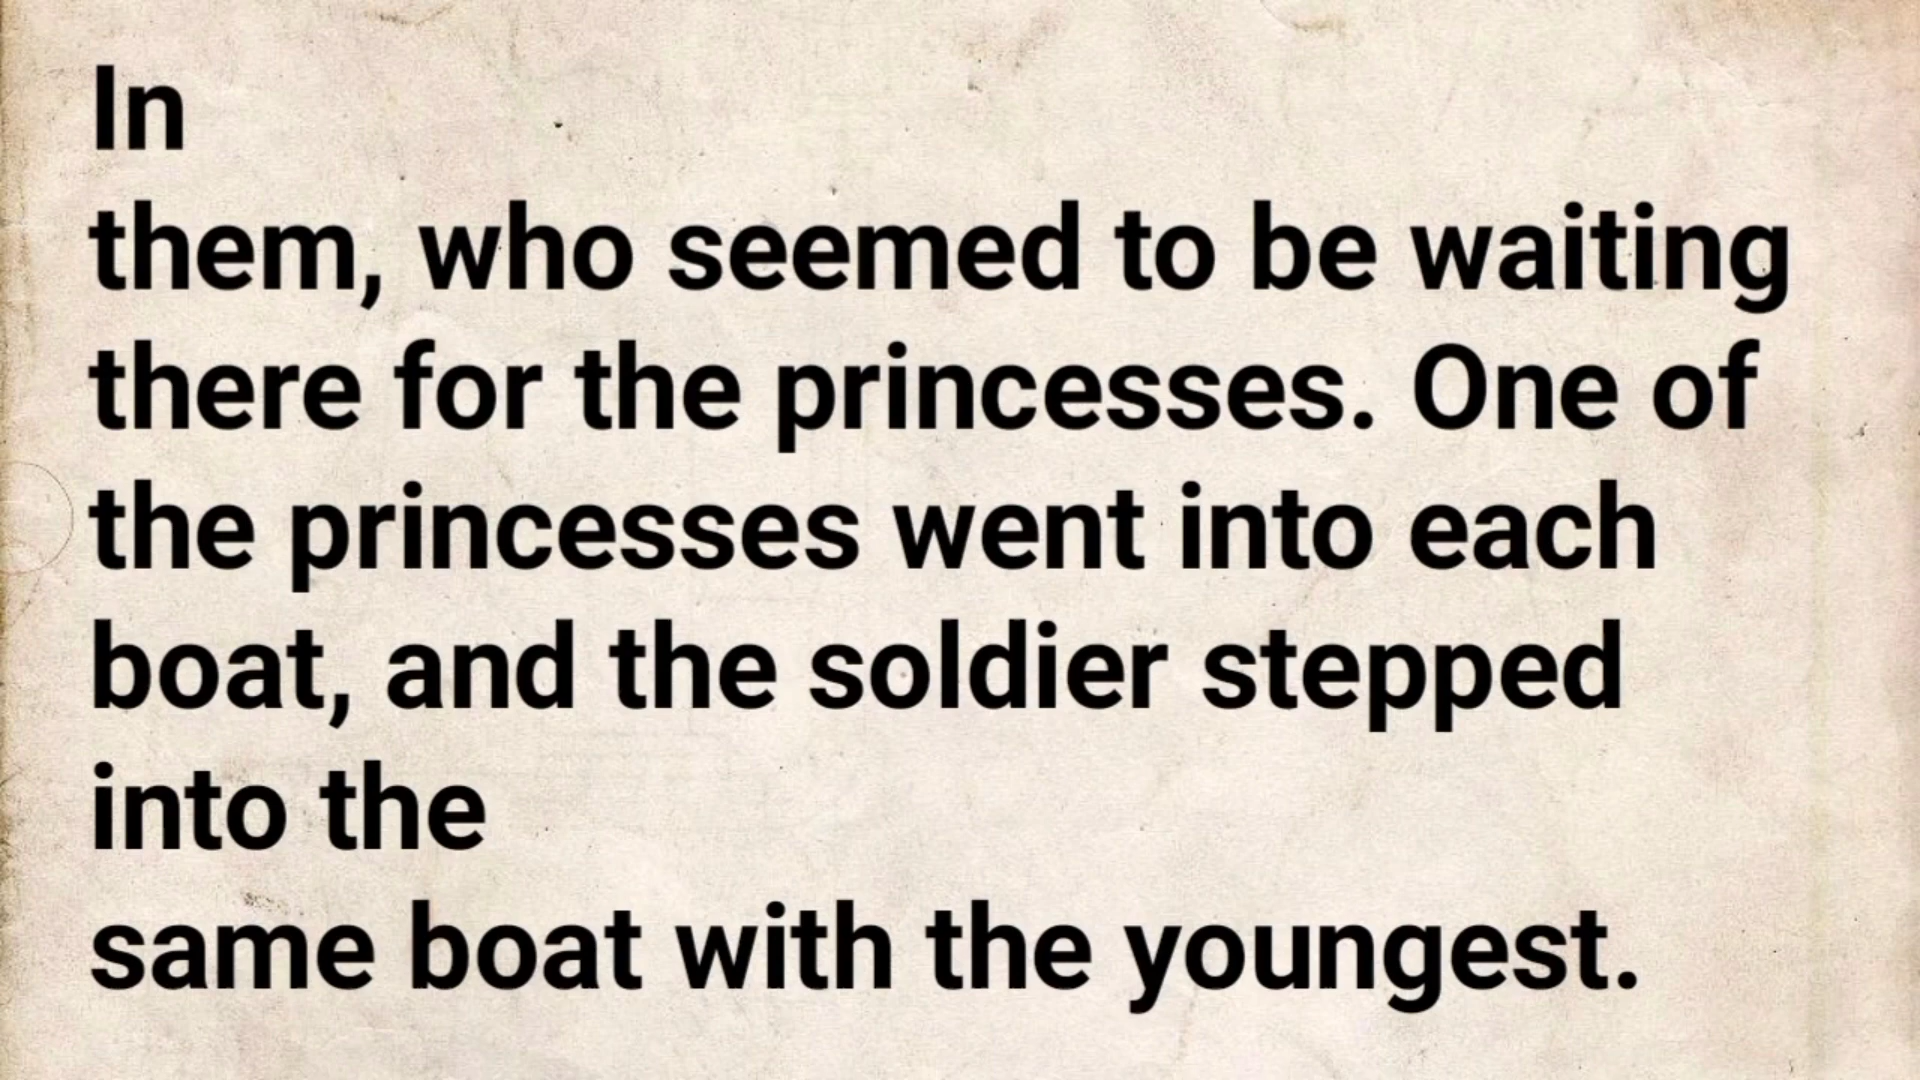 In
them, who seemed to be waiting
there for the princesses. One of
the princesses went into each
boat, and the soldier stepped
into the
same boat with the youngest.